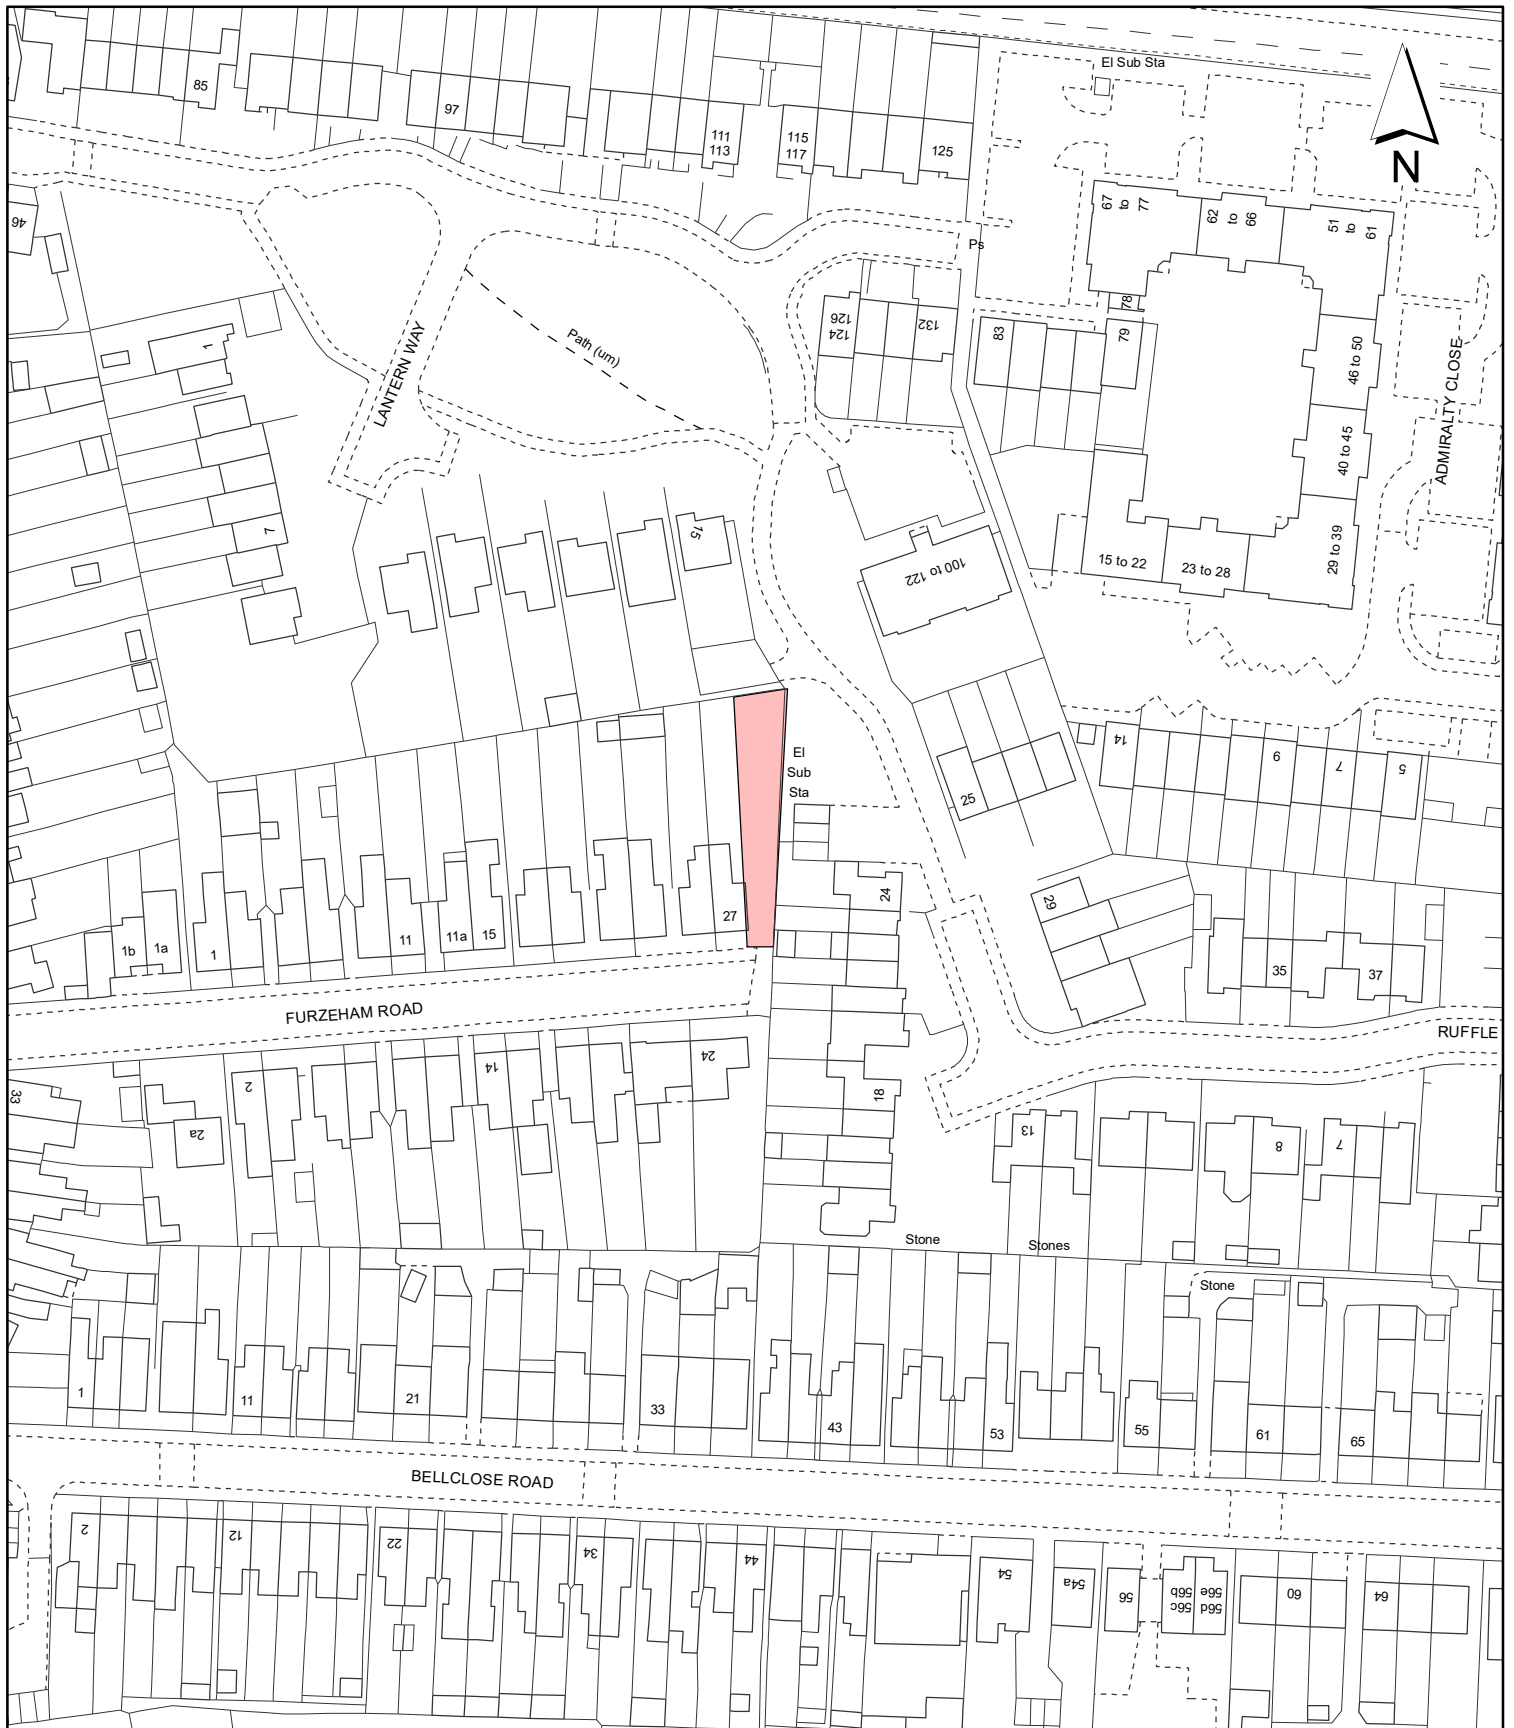 El Sub Sta
85
97
111
113
115
117
125
N
67
to
77
62
to
66
51
to
61
46
Ps
78
126
124
132
83
79
1
Path (um)
LANTERN WAY
46 to 50
ADMIRALTY CLOSE
40 to 45
7
15
100 to 122
15 to 22
23 to 28
29 to 39
El
Sub
Sta
14
9
7
5
25
24
29
27
1b
1a
1
11
11a
15
35
37
FURZEHAM ROAD
RUFFLE
33
2a
2
14
24
18
13
8
7
Stone
Stones
Stone
1
11
21
33
43
53
55
61
65
BELLCLOSE ROAD
2
12
22
34
44
54
54a
56
56c
56b
56d
56e
60
64